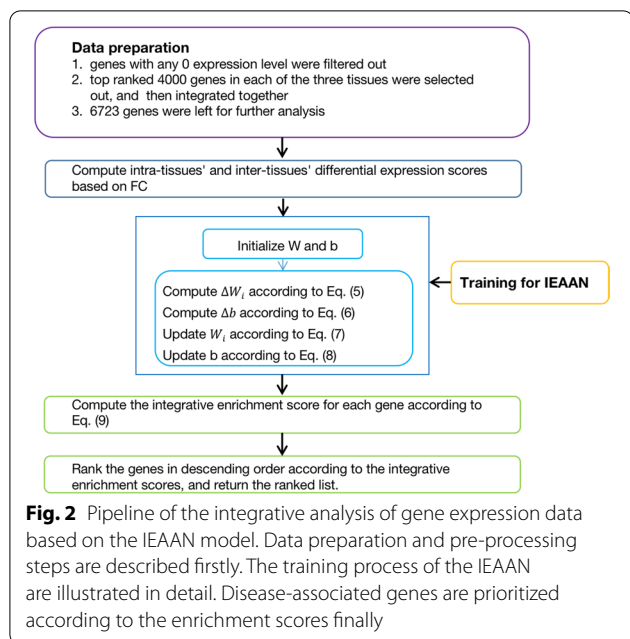 Data preparation
1. genes with any 0 expression level were filtered out
2. top ranked 4000 genes in each of the three tissues were selected
out, and then integrated together
3. 6723 genes were left for further analysis
Compute intra-tissues' and inter-tissues' differential expression scores
based on FC
Initialize W and b
Compute ΔW_i according to Eq. (5)
Compute Δb according to Eq. (6)
Update W_i according to Eq. (7)
Update b according to Eq. (8)
Training for IEAAN
Compute the integrative enrichment score for each gene according to
Eq. (9)
Rank the genes in descending order according to the integrative
enrichment scores, and return the ranked list.
Fig. 2 Pipeline of the integrative analysis of gene expression data
based on the IEAAN model. Data preparation and pre-processing
steps are described firstly. The training process of the IEAAN
are illustrated in detail. Disease-associated genes are prioritized
according to the enrichment scores finally